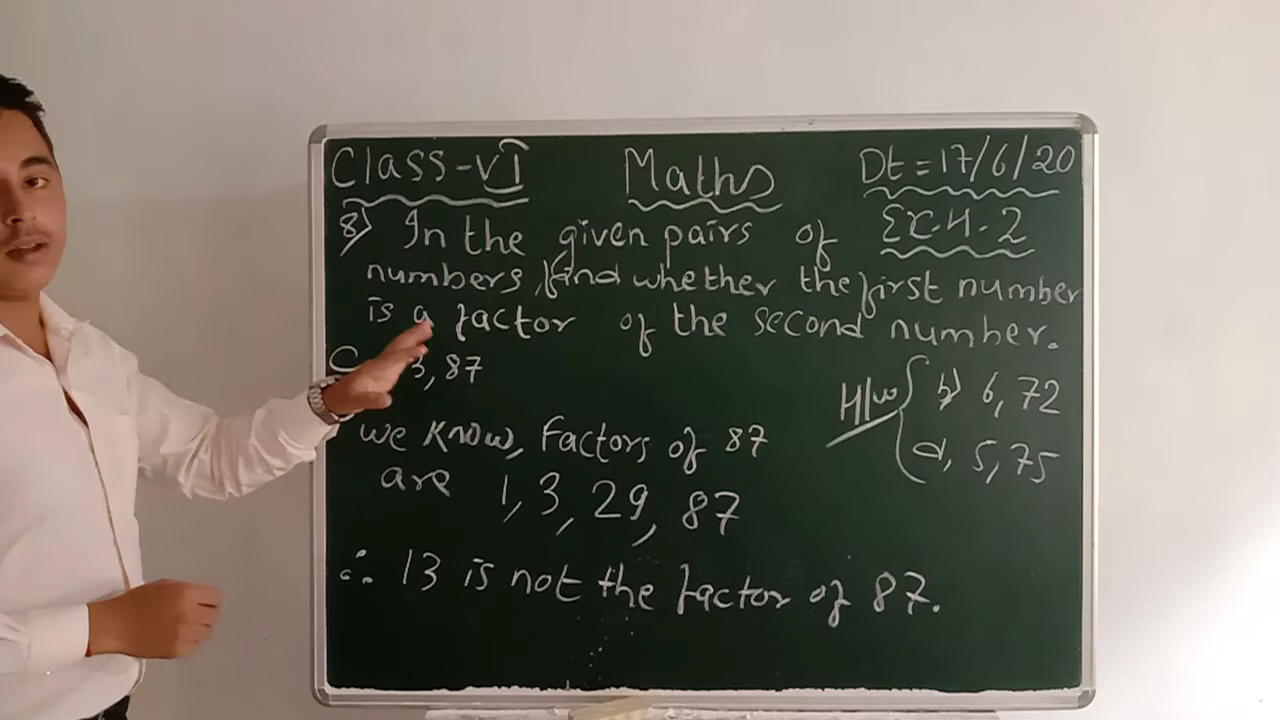 Class-VI Maths Dt=17/6/20
8) In the given pairs of EX.4.2
numbers, find whether the first number
is a factor of the second number.
C 3,87
H/w b) 6,72
d, 5,75
we know, Factors of 87
are 1, 3, 29, 87
∴ 13 is not the factor of 87.